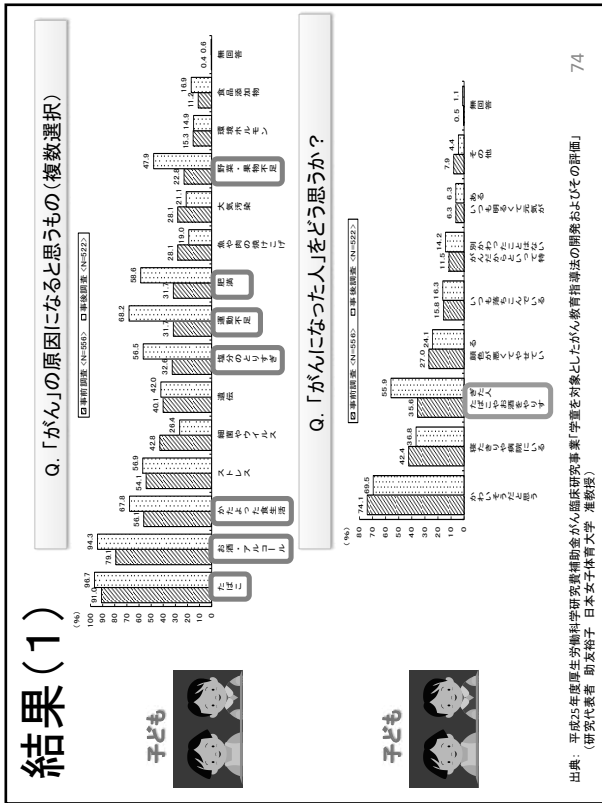 結果(1)
子ども
Q.「がん」の原因になると思うもの(複数選択)
事前調査 <N=556> 事後調査 <N=522>
(%)
100
90
80
70
60
50
40
30
20
10
0
91.0 96.7
79.1 94.3
56.1 67.8
54.1 56.9
42.8 26.4
40.1 42.0
32.6 56.5
31.7 68.2
31.7 58.6
28.1 19.0
28.1 21.1
22.8 47.9
15.3 14.9
11.2 16.9
0.4 0.6
たばこ
お酒・アルコール
かたよった食生活
ストレス
細菌やウイルス
遺伝
塩分のとりすぎ
運動不足
肥満
魚や肉の焼けこげ
大気汚染
野菜・果物不足
環境ホルモン
食品添加物
無回答
子ども
Q.「がんになった人」をどう思うか?
事前調査 <N=556> 事後調査 <N=522>
(%)
80
70
60
50
40
30
20
10
0
74.1 69.5
42.4 36.8
35.6 55.9
27.0 24.1
15.8 16.3
11.5 14.2
6.3 6.3
7.9 4.4
0.5 1.1
かわいそうだと思う
寝たきりや病院にいる
たばこやお酒をやりす
ぎた人
顔色が悪くてやせてい
る
いつも落ちこんでいる
がんだからといって特
別かわったことはない
いつも明るくて元気が
ある
その他
無回答
出典: 平成25年度厚生労働科学研究費補助金がん臨床研究事業「学童を対象としたがん教育指導法の開発およびその評価」
(研究代表者 助友裕子 日本女子体育大学 准教授)
74